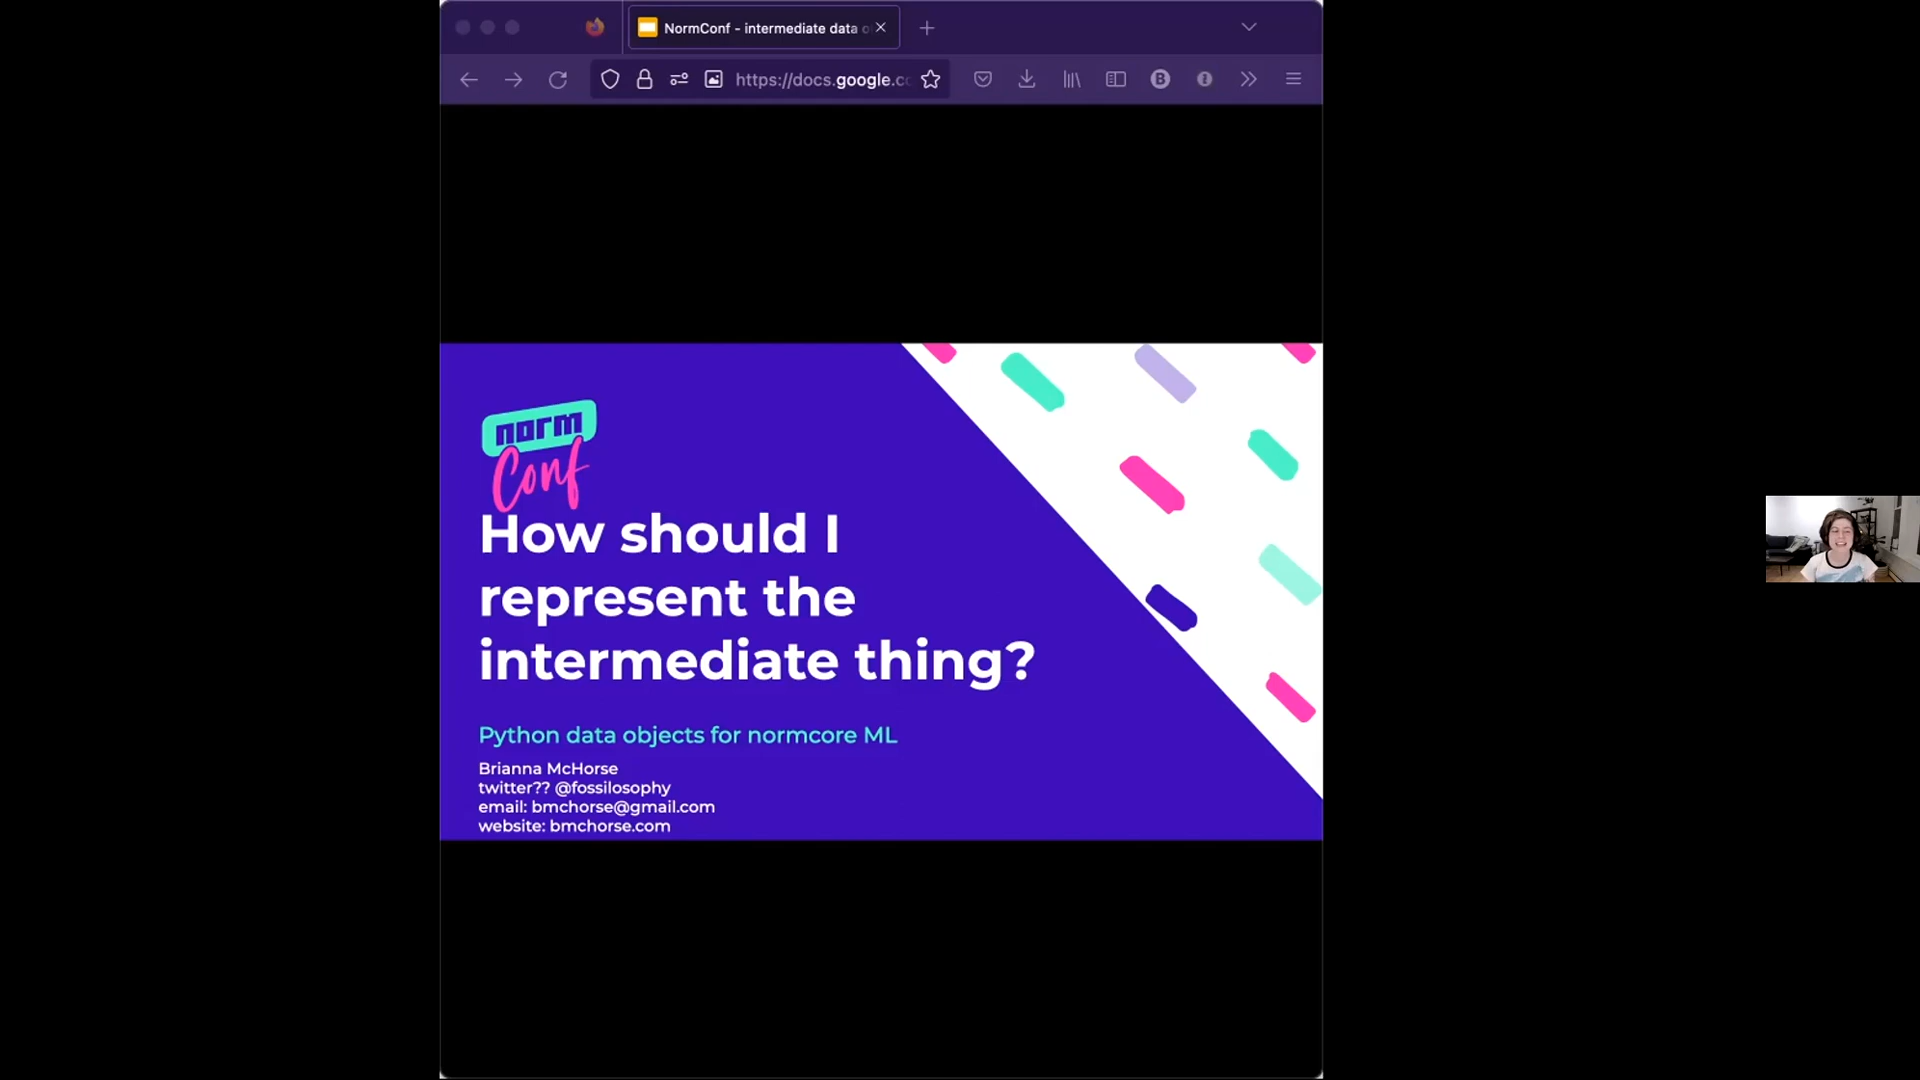 NormConf - intermediate data o
https://docs.google.co
norm
Conf
How should I
represent the
intermediate thing?
Python data objects for normcore ML
Brianna McHorse
twitter?? @fossilosophy
email: bmchorse@gmail.com
website: bmchorse.com